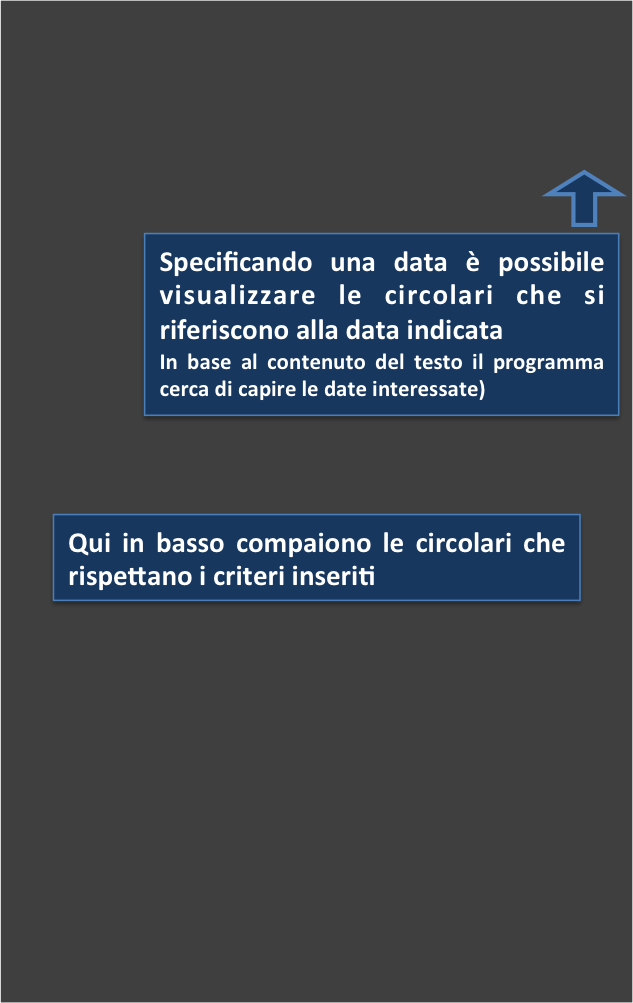 Specificando una data è possibile
visualizzare le circolari che si
riferiscono alla data indicata
In base al contenuto del testo il programma
cerca di capire le date interessate)
Qui in basso compaiono le circolari che
rispettano i criteri inseriti